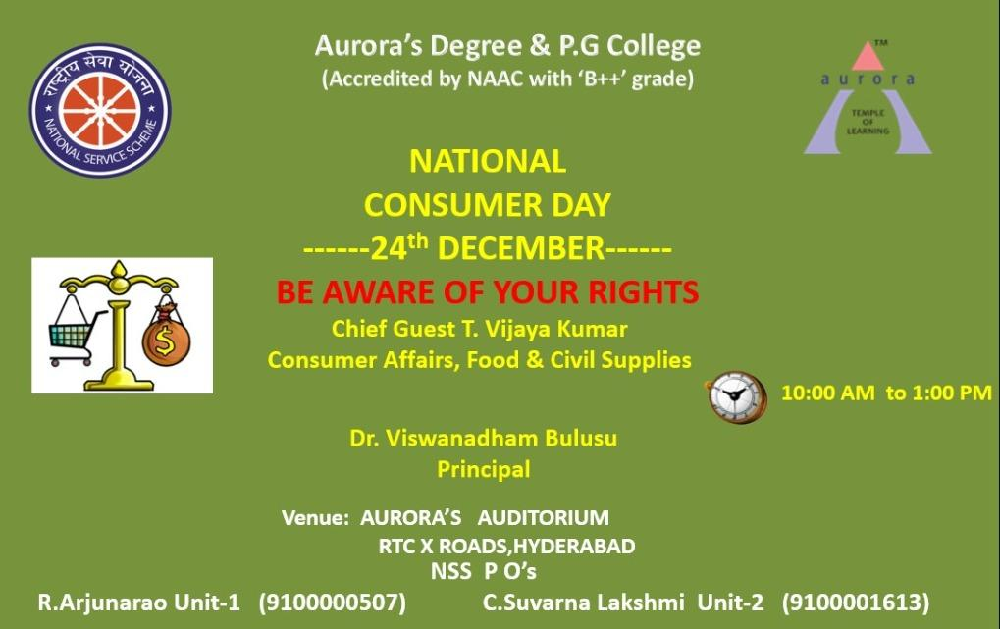 Aurora's Degree & P.G College
(Accredited by NAAC with 'B++' grade)
राष्ट्रीय सेवा योजना
NATIONAL SERVICE SCHEME
TM
aurora
TEMPLE
OF
LEARNING
NATIONAL
CONSUMER DAY
------24th DECEMBER------
BE AWARE OF YOUR RIGHTS
Chief Guest T. Vijaya Kumar
Consumer Affairs, Food & Civil Supplies
$
10:00 AM to 1:00 PM
Dr. Viswanadham Bulusu
Principal
Venue: AURORA'S AUDITORIUM
RTC X ROADS,HYDERABAD
NSS P O's
R.Arjunarao Unit-1 (9100000507) C.Suvarna Lakshmi Unit-2 (9100001613)